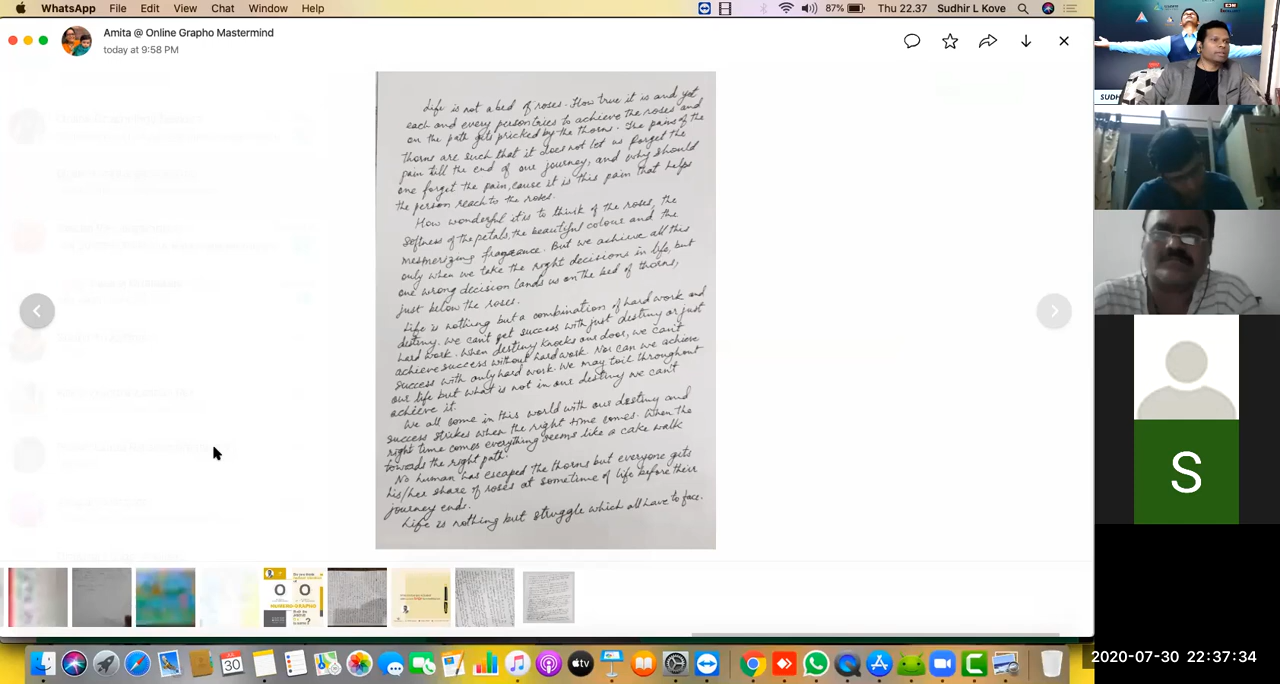 WhatsApp File Edit View Chat Window Help
87% Thu 22.37 Sudhir L Kove
Amita @ Online Grapho Mastermind
today at 9:58 PM
Life is not a bed of roses. How true it is and yet
each and every person tries to achieve the roses and
on the path gets pricked by the thorns. The pains of the
thorns are such that it does not let us forget the
pain till the end of our journey, and why should
one forget the pain, cause it is this pain that helps
the person reach to the roses.
How wonderful it is to think of the roses, the
softness of the petals, the beautiful colour and the
mesmerizing fragrance. But we achieve all this
only when we take the right decisions in life, but
one wrong decision lands us on the bed of thorns,
just below the roses.
Life is nothing but a combination of hard work and
destiny. We cant get success with just destiny or just
hard work. When destiny knocks our door, we can't
achieve success without hard work. Nor can we achieve
success with only hard work. We may toil throughout
our life but what is not in our destiny we can't
achieve it.
We all come in this world with our destiny and
success strikes when the right time comes. When the
right time comes everything seems like a cake walk
towards the right path.
No human has escaped the thorns but everyone gets
his/her share of roses at sometime of life before their
journey ends.
Life is nothing but struggle which all have to face.
SUDH
S
NUMERO-GRAPHO
JUL
30
tv
2020-07-30 22:37:34